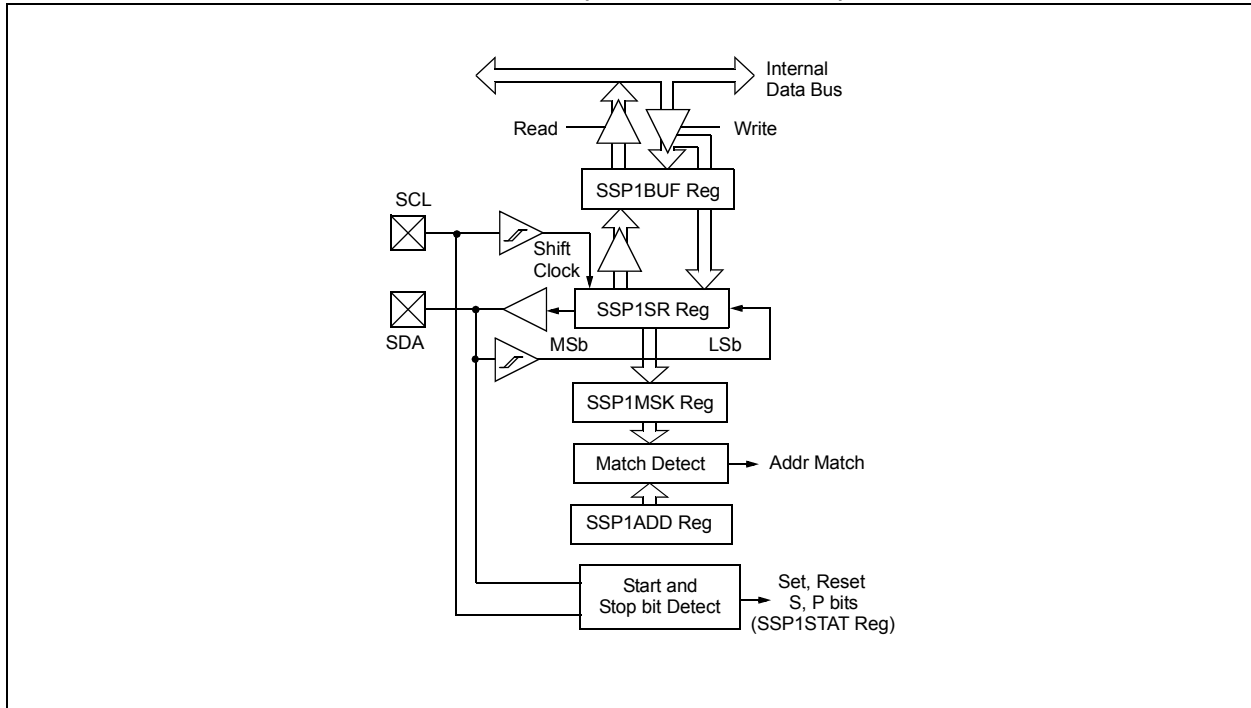 Internal
Data Bus
Read
Write
SSP1BUF Reg
SCL
Shift
Clock
SSP1SR Reg
SDA
MSb
LSb
SSP1MSK Reg
Match Detect
Addr Match
SSP1ADD Reg
Start and
Stop bit Detect
Set, Reset
S, P bits
(SSP1STAT Reg)